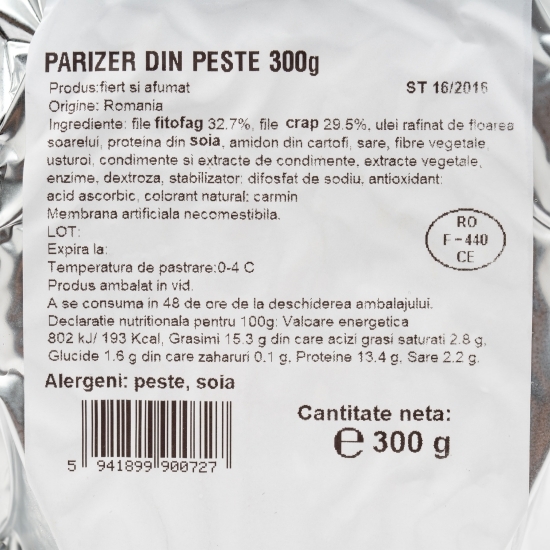 PARIZER DIN PESTE 300g
Produs:fiert si afumat
ST 16/2016
Origine: Romania
Ingrediente: file fitofag 32.7%, file crap 29.5%, ulei rafinat de floarea
soarelui, proteina din soia, amidon din cartofi, sare, fibre vegetale,
usturoi, condimente si extracte de condimente, extracte vegetale,
enzime, dextroza, stabilizator: difosfat de sodiu, antioxidant:
acid ascorbic, colorant natural: carmin
Membrana artificiala necomestibila.
LOT:
Expira la:
RO
F-440
CE
Temperatura de pastrare:0-4 C
Produs ambalat in vid.
A se consuma in 48 de ore de la deschiderea ambalajului.
Declaratie nutritionala pentru 100g: Valoare energetica
802 kJ/ 193 Kcal, Grasimi 15.3 g din care acizi grasi saturati 2.8 g,
Glucide 1.6 g din care zaharuri 0.1 g, Proteine 13.4 g, Sare 2.2 g.
Alergeni: peste, soia
Cantitate neta:
e 300 g
5 941899 900727